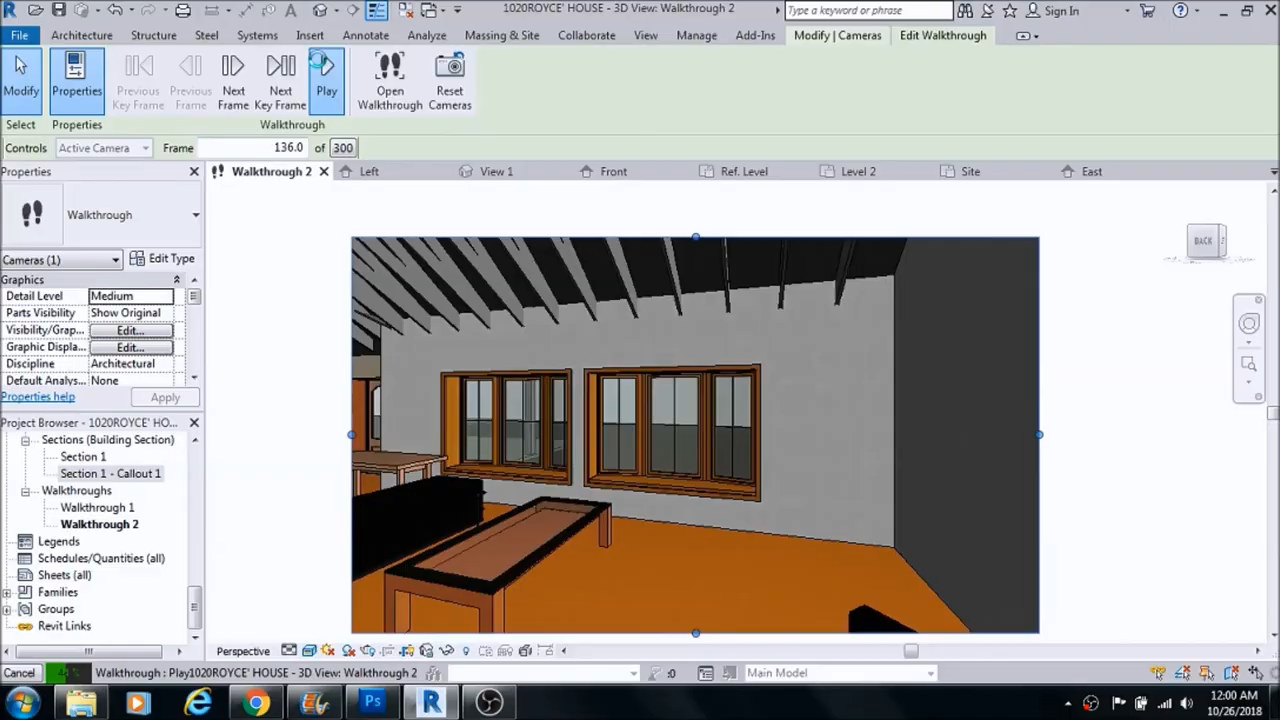 1020ROYCE' HOUSE - 3D View: Walkthrough 2
Type a keyword or phrase
Sign In
File Architecture Structure Steel Systems Insert Annotate Analyze Massing & Site Collaborate View Manage Add-Ins Modify | Cameras Edit Walkthrough
Modify
Properties
Previous Key Frame
Previous Frame
Next Frame
Next Key Frame
Play
Open Walkthrough
Reset Cameras
Select Properties Walkthrough
Controls Active Camera Frame 136.0 of 300
Properties
Walkthrough 2 Left View 1 Front Ref. Level Level 2 Site East
Walkthrough
BACK
Cameras (1) Edit Type
Graphics
Detail Level Medium
Parts Visibility Show Original
Visibility/Grap... Edit...
Graphic Displa... Edit...
Discipline Architectural
Default Analys... None
Properties help Apply
Project Browser - 1020ROYCE' HO...
Sections (Building Section)
Section 1
Section 1 - Callout 1
Walkthroughs
Walkthrough 1
Walkthrough 2
Legends
Schedules/Quantities (all)
Sheets (all)
Families
Groups
Revit Links
Perspective
Cancel Walkthrough : Play1020ROYCE' HOUSE - 3D View: Walkthrough 2 :0 Main Model
12:00 AM
10/26/2018